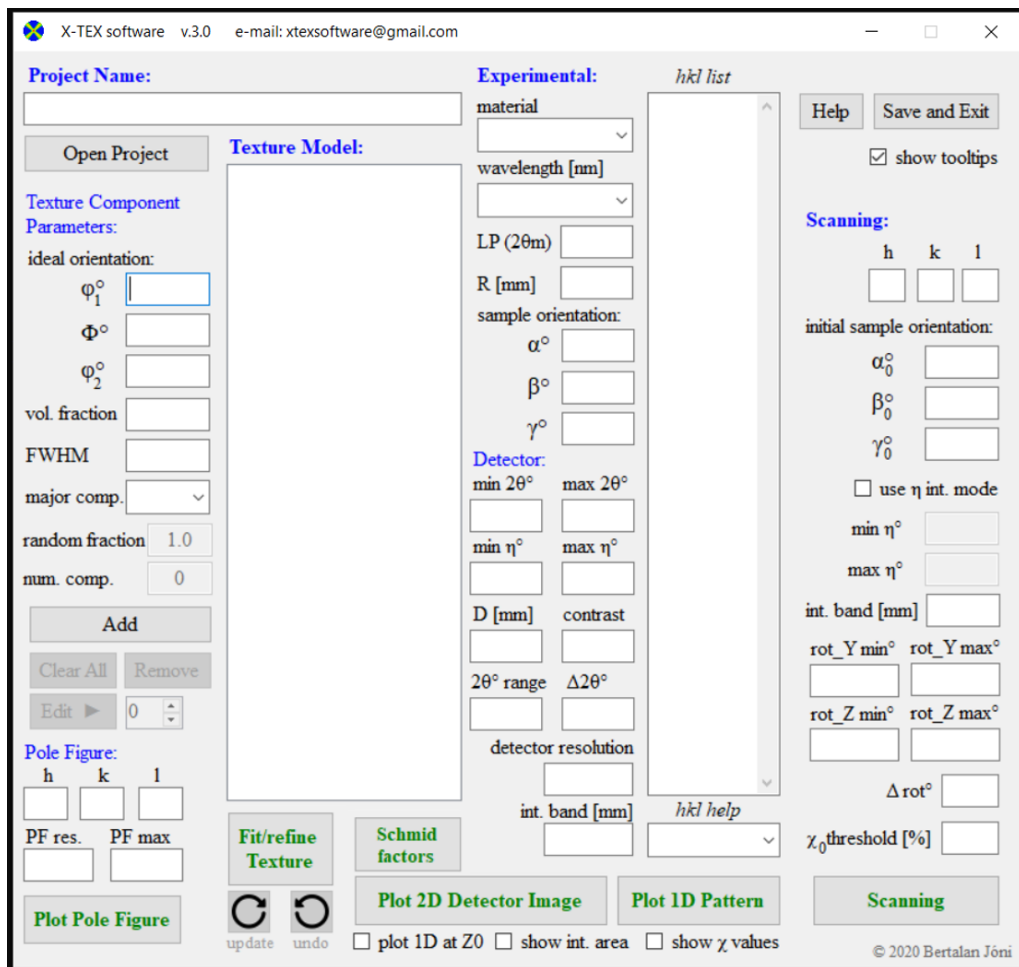 X-TEX software v.3.0 e-mail: xtexsoftware@gmail.com
Project Name:
Open Project
Texture Component
Parameters:
ideal orientation:
φ1°
Φ°
φ2°
vol. fraction
FWHM
major comp.
random fraction 1.0
num. comp. 0
Add
Clear All Remove
Edit ► 0
Pole Figure:
h k l
PF res. PF max
Plot Pole Figure
Texture Model:
Fit/refine
Texture
update undo
Schmid
factors
Experimental:
material
wavelength [nm]
LP (2θm)
R [mm]
sample orientation:
α°
β°
γ°
Detector:
min 2θ° max 2θ°
min η° max η°
D [mm] contrast
2θ° range Δ2θ°
detector resolution
int. band [mm]
hkl list
hkl help
Plot 2D Detector Image Plot 1D Pattern
plot 1D at Z0 show int. area show χ values
Help Save and Exit
show tooltips
Scanning:
h k l
initial sample orientation:
α0°
β0°
γ0°
use η int. mode
min η°
max η°
int. band [mm]
rot_Y min° rot_Y max°
rot_Z min° rot_Z max°
Δ rot°
χ0threshold [%]
Scanning
© 2020 Bertalan Jóni